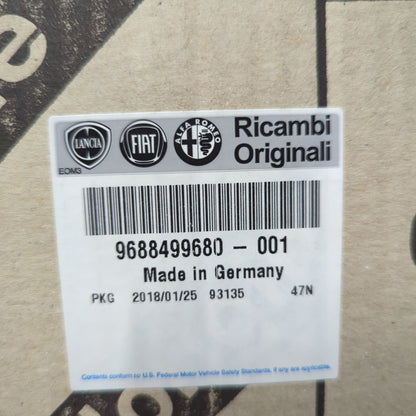 LANCIA FIAT ALFA ROMEO Ricambi
Originali
EOM3
9688499680 - 001
Made in Germany
PKG 2018/01/25 93135 47N
Contents conform to U.S. Federal Motor Vehicle Safety Standards, if any are applicable.